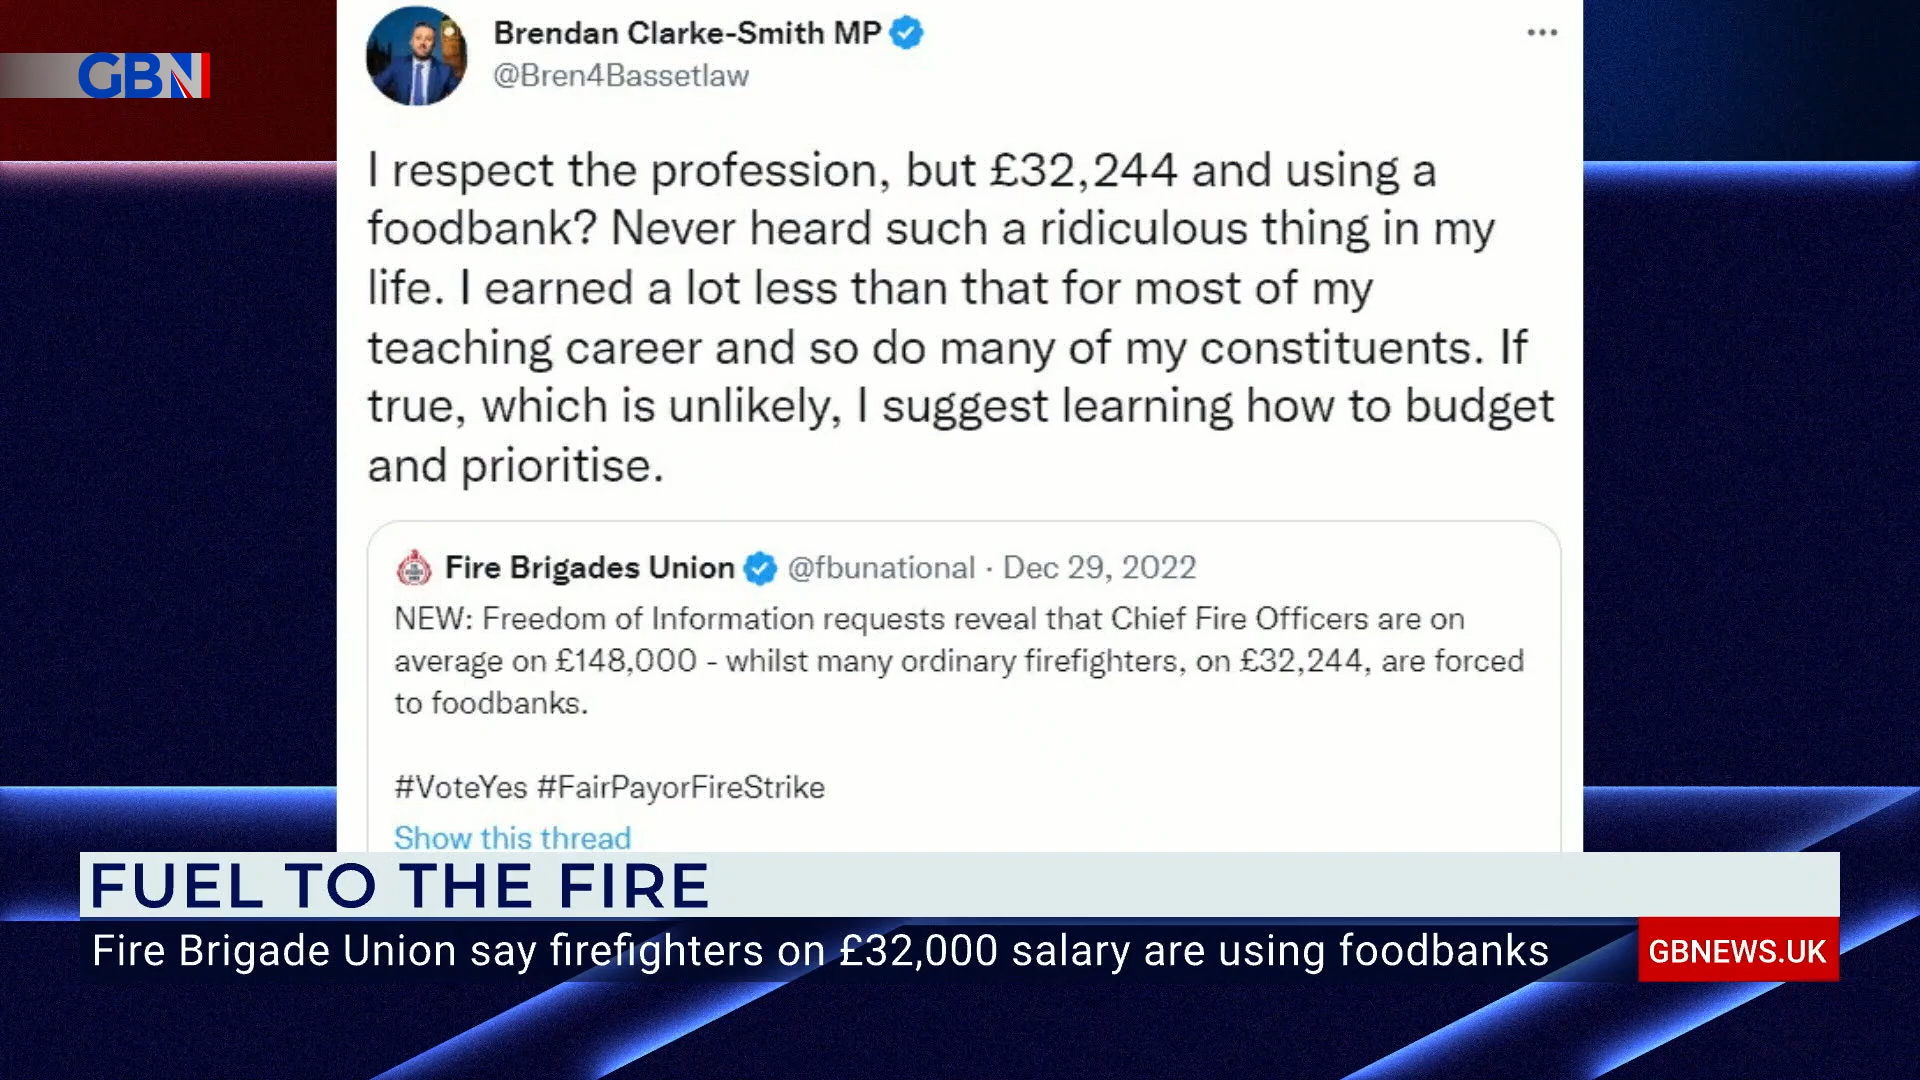 GBN
Brendan Clarke-Smith MP
@Bren4Bassetlaw
I respect the profession, but £32,244 and using a
foodbank? Never heard such a ridiculous thing in my
life. I earned a lot less than that for most of my
teaching career and so do many of my constituents. If
true, which is unlikely, I suggest learning how to budget
and prioritise.
Fire Brigades Union @fbunational · Dec 29, 2022
NEW: Freedom of Information requests reveal that Chief Fire Officers are on
average on £148,000 - whilst many ordinary firefighters, on £32,244, are forced
to foodbanks.
#VoteYes #FairPayorFireStrike
Show this thread
FUEL TO THE FIRE
Fire Brigade Union say firefighters on £32,000 salary are using foodbanks
GBNEWS.UK